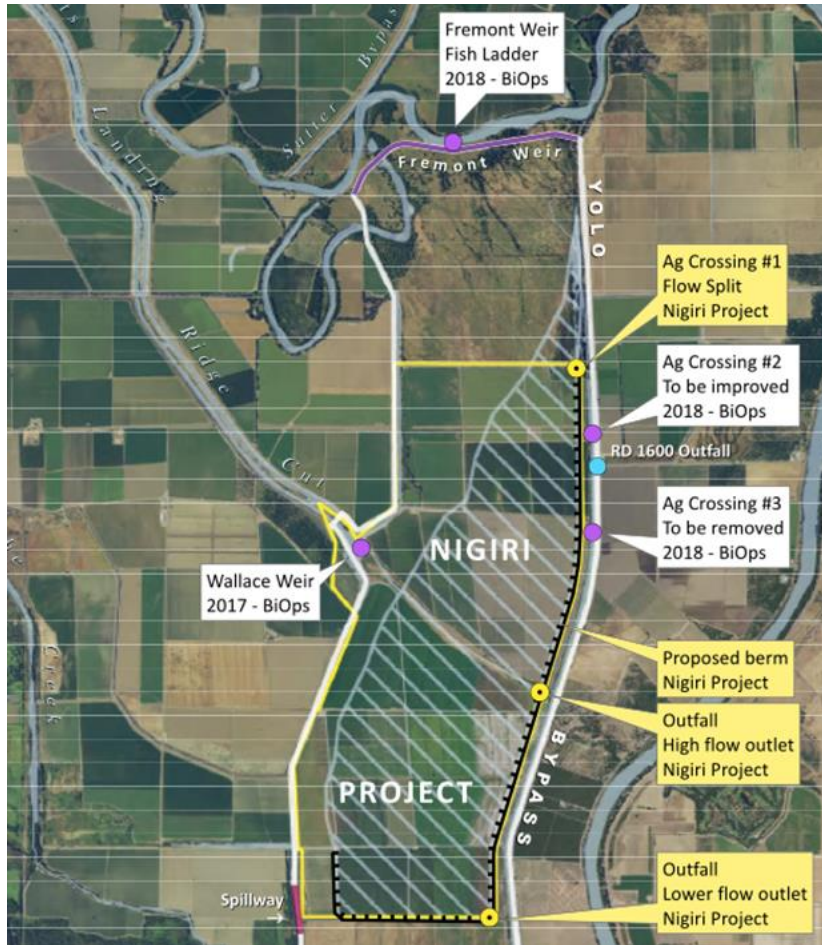 Fremont Weir
Fish Ladder
2018 - BiOps
Sutter Bypass
Landing
Fremont Weir
YOLO
Ag Crossing #1
Flow Split
Nigiri Project
Ag Crossing #2
To be improved
2018 - BiOps
Ridge
RD 1600 Outfall
Cut
Ag Crossing #3
To be removed
2018 - BiOps
NIGIRI
Wallace Weir
2017 - BiOps
Proposed berm
Nigiri Project
Creek
Outfall
High flow outlet
Nigiri Project
BYPASS
PROJECT
Outfall
Lower flow outlet
Nigiri Project
Spillway